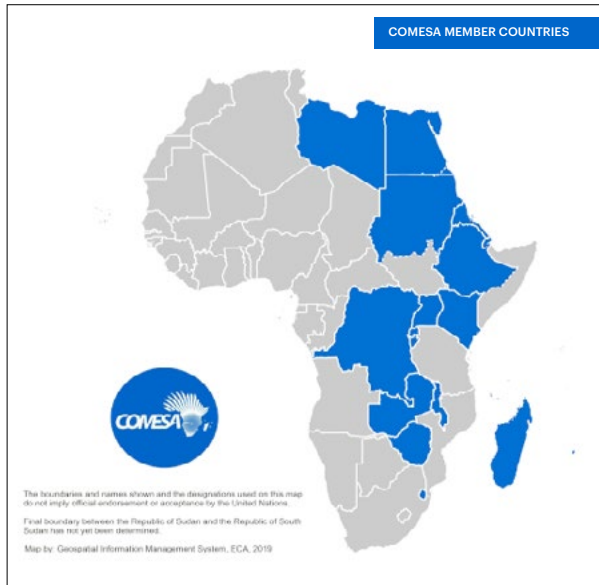 COMESA MEMBER COUNTRIES
COMESA
The boundaries and names shown and the designations used on this map
do not imply official endorsement or acceptance by the United Nations.
Final boundary between the Republic of Sudan and the Republic of South
Sudan has not yet been determined.
Map by: Geospatial Information Management System, ECA, 2019